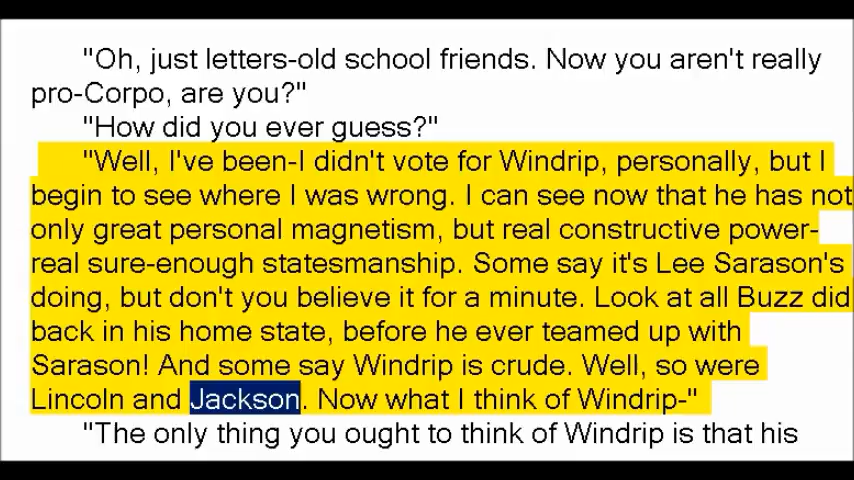 "Oh, just letters-old school friends. Now you aren't really
pro-Corpo, are you?"
"How did you ever guess?"
"Well, I've been-I didn't vote for Windrip, personally, but I
begin to see where I was wrong. I can see now that he has not
only great personal magnetism, but real constructive power-
real sure-enough statesmanship. Some say it's Lee Sarason's
doing, but don't you believe it for a minute. Look at all Buzz did
back in his home state, before he ever teamed up with
Sarason! And some say Windrip is crude. Well, so were
Lincoln and Jackson. Now what I think of Windrip-"
"The only thing you ought to think of Windrip is that his